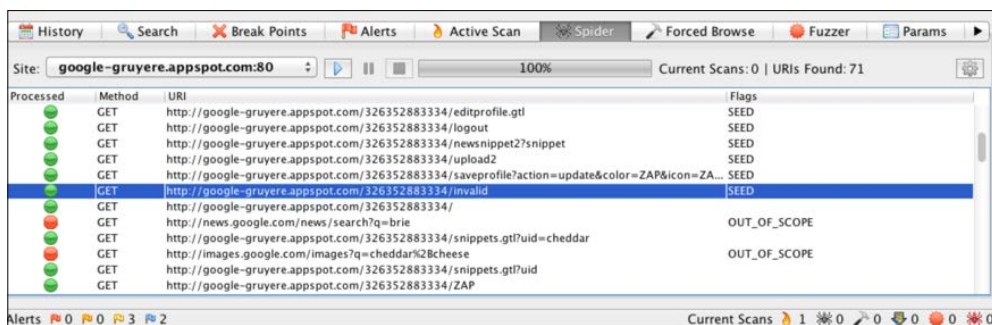 History Search Break Points Alerts Active Scan Spider Forced Browse Fuzzer Params
Site: google-gruyere.appspot.com:80 100% Current Scans: 0 | URIs Found: 71
Processed Method URI Flags
GET http://google-gruyere.appspot.com/326352883334/editprofile.gtl SEED
GET http://google-gruyere.appspot.com/326352883334/logout SEED
GET http://google-gruyere.appspot.com/326352883334/newsnippet2?snippet SEED
GET http://google-gruyere.appspot.com/326352883334/upload2 SEED
GET http://google-gruyere.appspot.com/326352883334/saveprofile?action=update&color=ZAP&icon=ZA... SEED
GET http://google-gruyere.appspot.com/326352883334/invalid SEED
GET http://google-gruyere.appspot.com/326352883334/
GET http://news.google.com/news/search?q=brie OUT_OF_SCOPE
GET http://google-gruyere.appspot.com/326352883334/snippets.gtl?uid=cheddar
GET http://images.google.com/images?q=cheddar%2Bcheese OUT_OF_SCOPE
GET http://google-gruyere.appspot.com/326352883334/snippets.gtl?uid
GET http://google-gruyere.appspot.com/326352883334/ZAP
Alerts 0 0 3 2 Current Scans 1 0 0 0 0 0